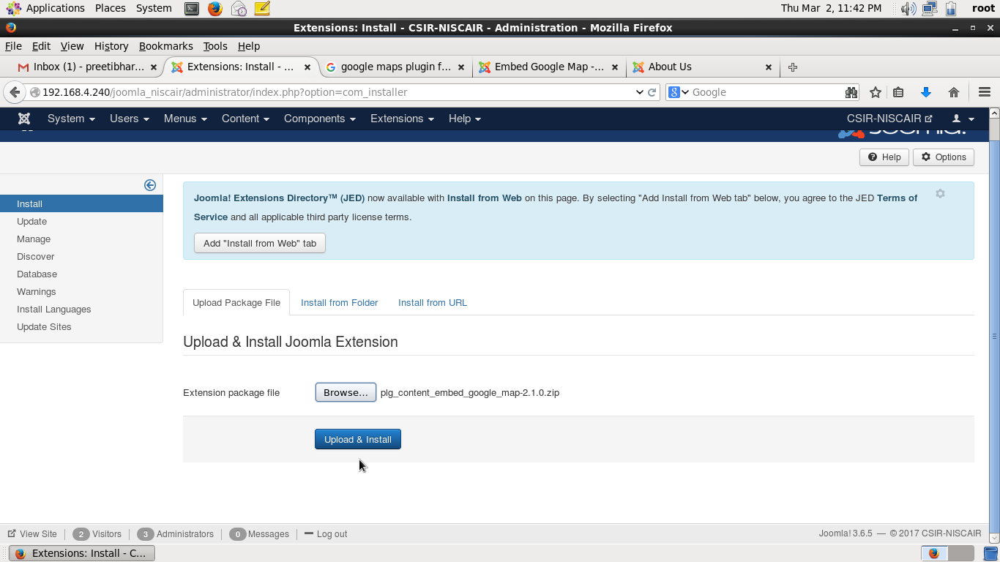 Applications Places System Thu Mar 2, 11:42 PM root
Extensions: Install - CSIR-NISCAIR - Administration - Mozilla Firefox
File Edit View History Bookmarks Tools Help
Inbox (1) - preetibhar... Extensions: Install - ... google maps plugin f... Embed Google Map -... About Us
192.168.4.240/joomla_niscair/administrator/index.php?option=com_installer Google
System Users Menus Content Components Extensions Help CSIR-NISCAIR
Help Options
Install
Update
Manage
Discover
Database
Warnings
Install Languages
Update Sites
Joomla! Extensions Directory™ (JED) now available with Install from Web on this page. By selecting "Add Install from Web tab" below, you agree to the JED Terms of
Service and all applicable third party license terms.
Add "Install from Web" tab
Upload Package File Install from Folder Install from URL
Upload & Install Joomla Extension
Extension package file Browse... plg_content_embed_google_map-2.1.0.zip
Upload & Install
View Site 2 Visitors 3 Administrators 0 Messages Log out Joomla! 3.6.5 — © 2017 CSIR-NISCAIR
Extensions: Install - C...